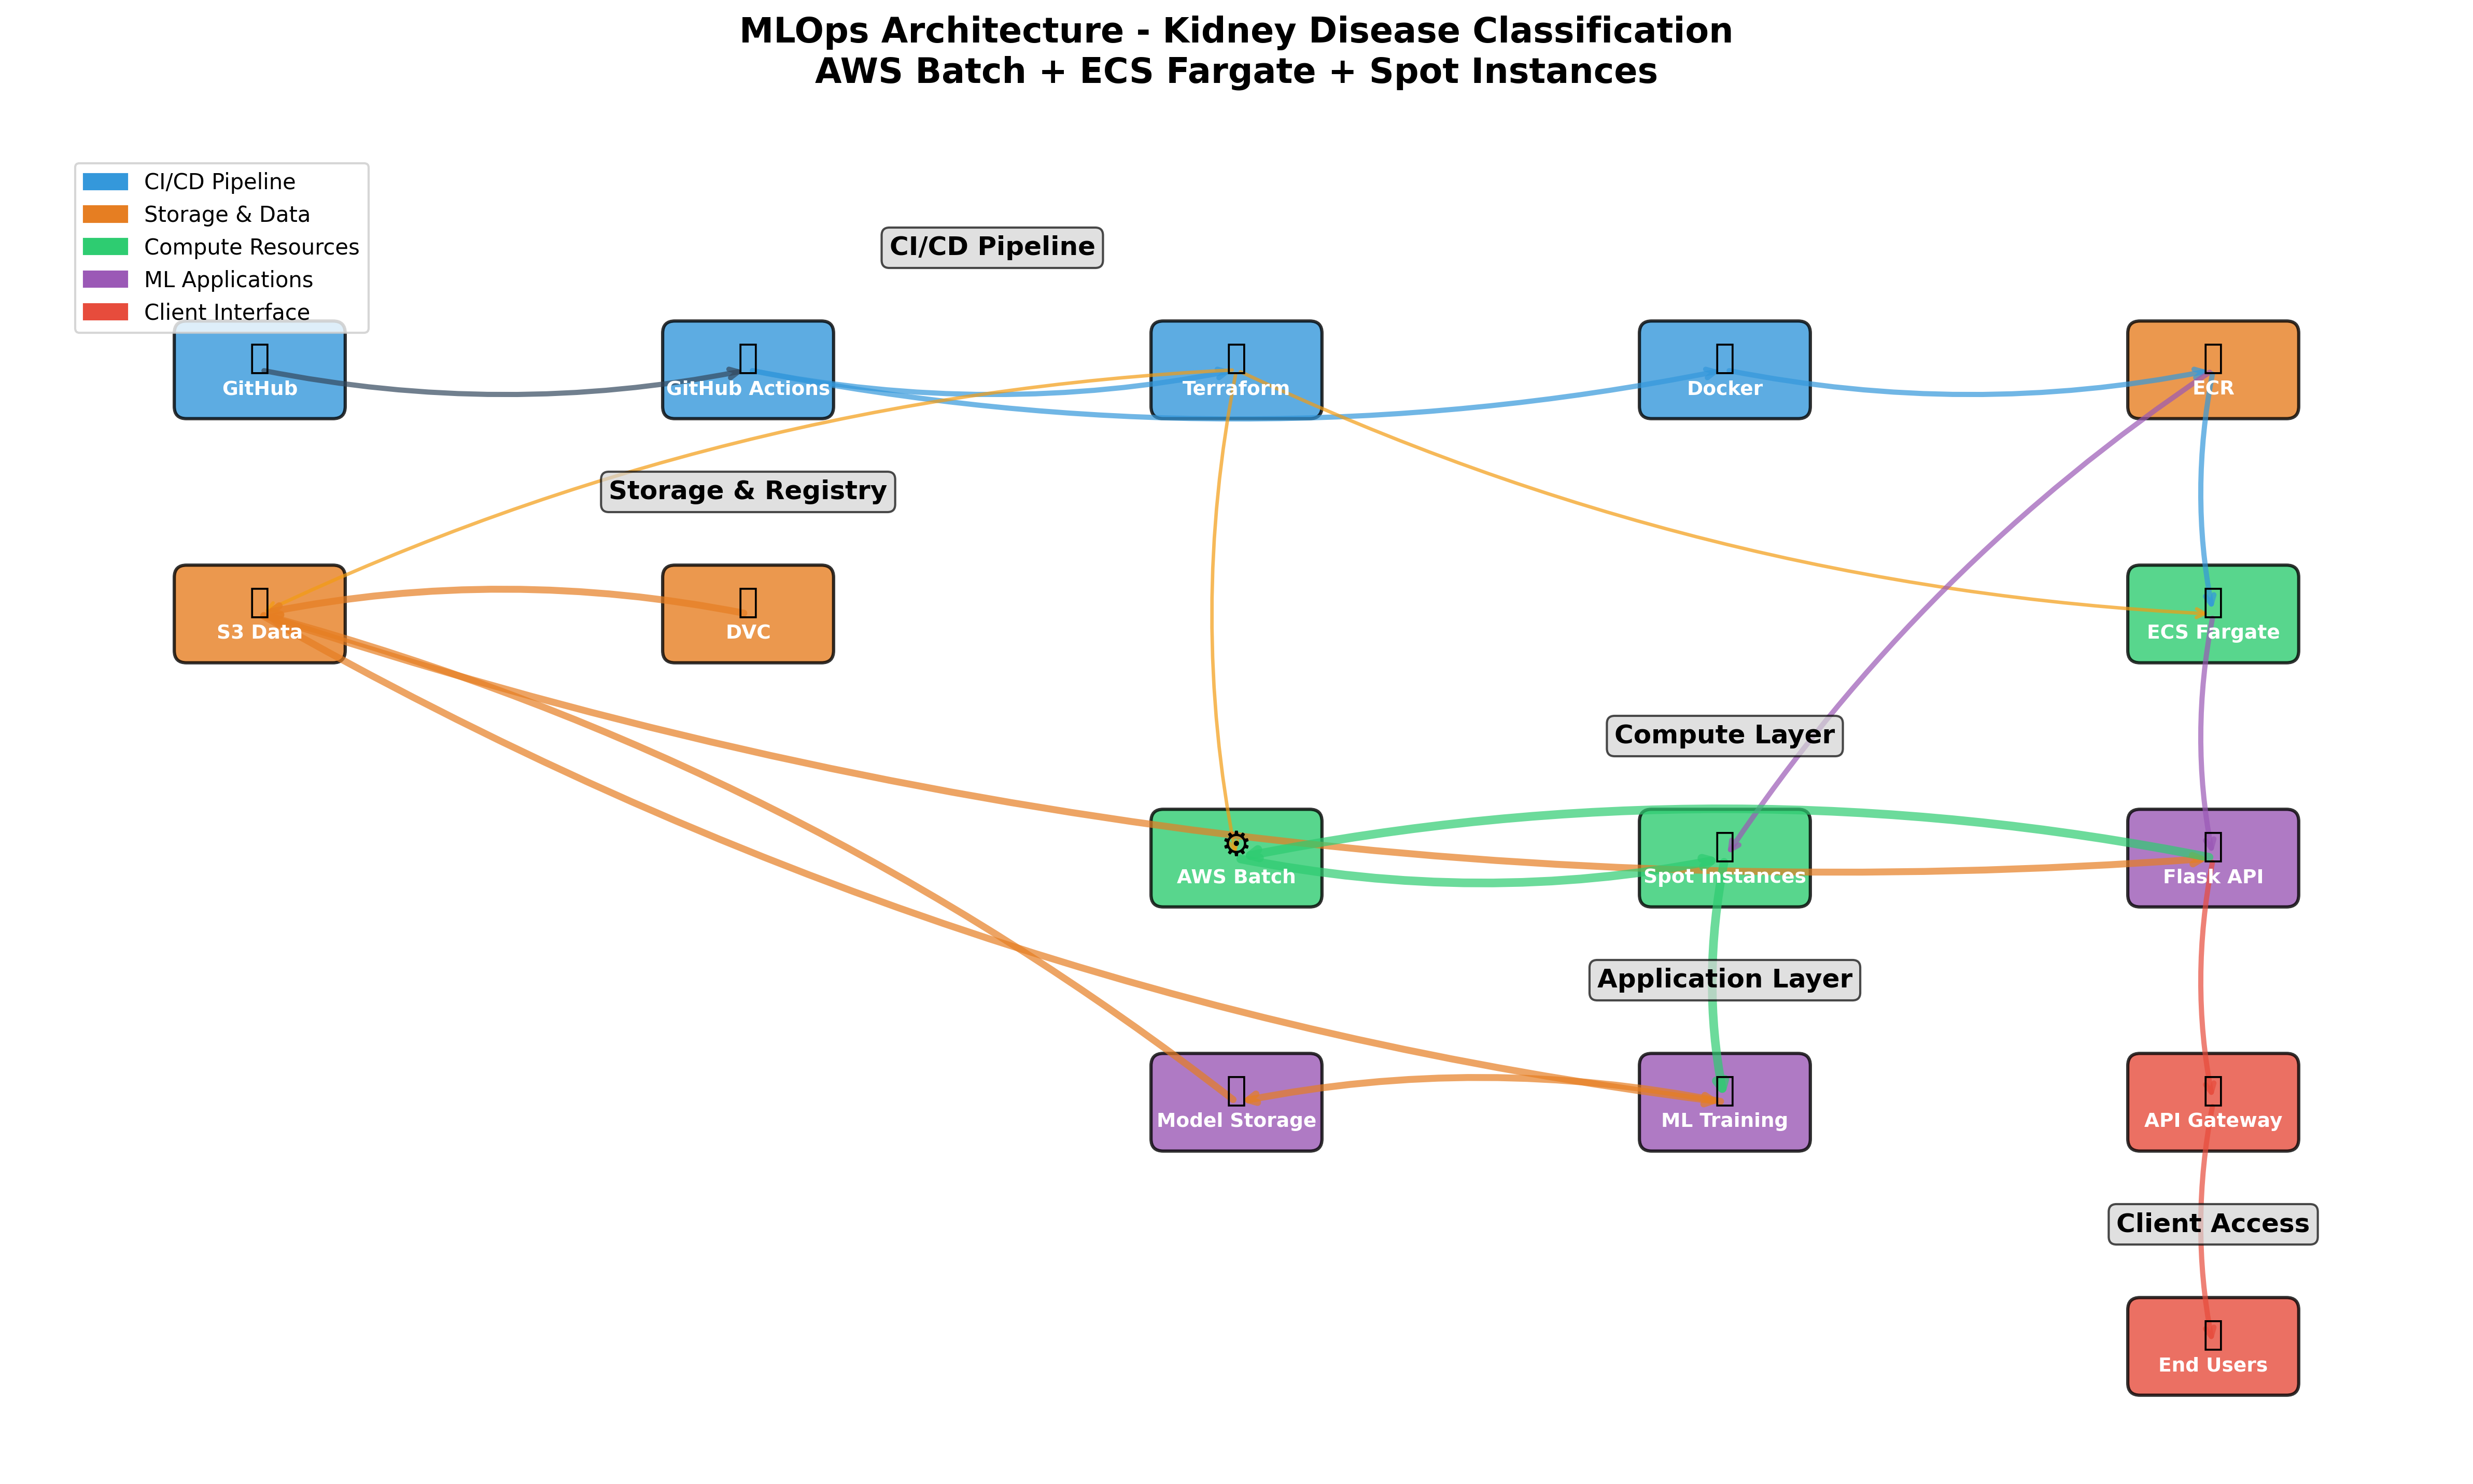 MLOps Architecture - Kidney Disease Classification
AWS Batch + ECS Fargate + Spot Instances
CI/CD Pipeline
Storage & Data
Compute Resources
ML Applications
Client Interface
CI/CD Pipeline
GitHub
GitHub Actions
Terraform
Docker
ECR
Storage & Registry
S3 Data
DVC
ECS Fargate
Compute Layer
AWS Batch
Spot Instances
Flask API
Application Layer
Model Storage
ML Training
API Gateway
Client Access
End Users